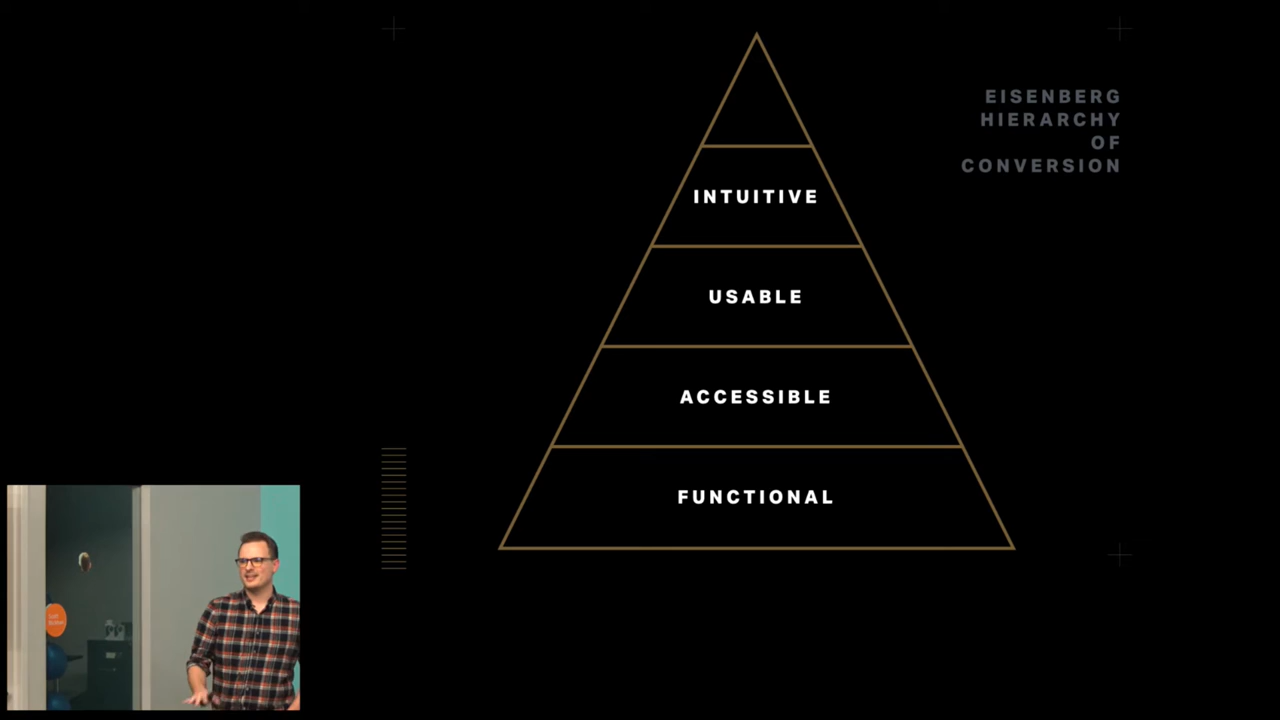 EISENBERG
HIERARCHY
OF
CONVERSION
INTUITIVE
USABLE
ACCESSIBLE
FUNCTIONAL